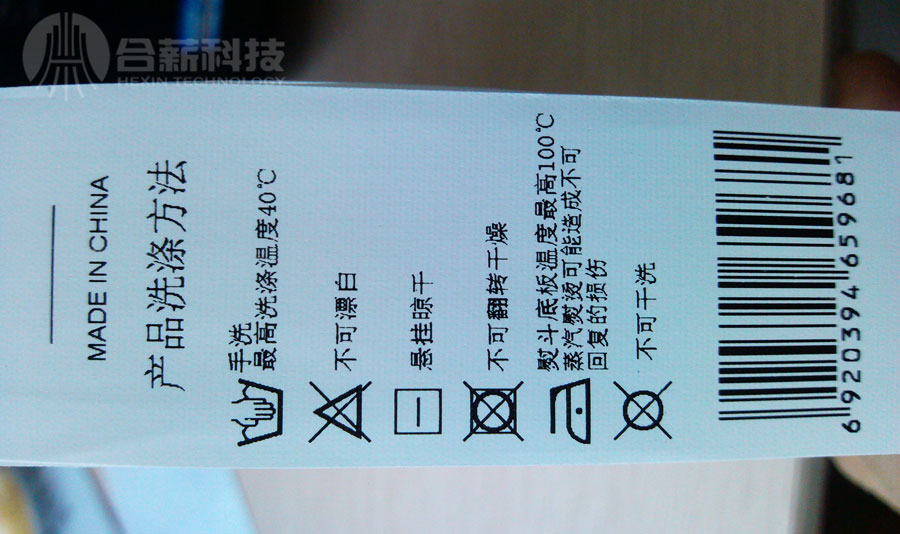 合薪科技
HEXIN TECHNOLOGY
MADE IN CHINA
产品洗涤方法
手洗
最高洗涤温度40℃
不可漂白
悬挂晾干
不可翻转干燥
熨斗底板温度最高100℃
蒸汽熨烫可能造成不可
回复的损伤
不可干洗
6920394659681